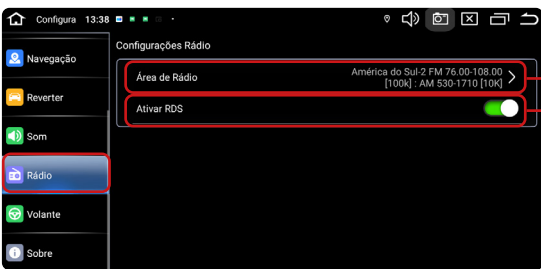 Configura 13:38
Configurações Rádio
Navegação
Área de Rádio
América do Sul-2 FM 76.00-108.00
[100k] : AM 530-1710 [10K]
Reverter
Ativar RDS
Som
Rádio
Volante
Sobre